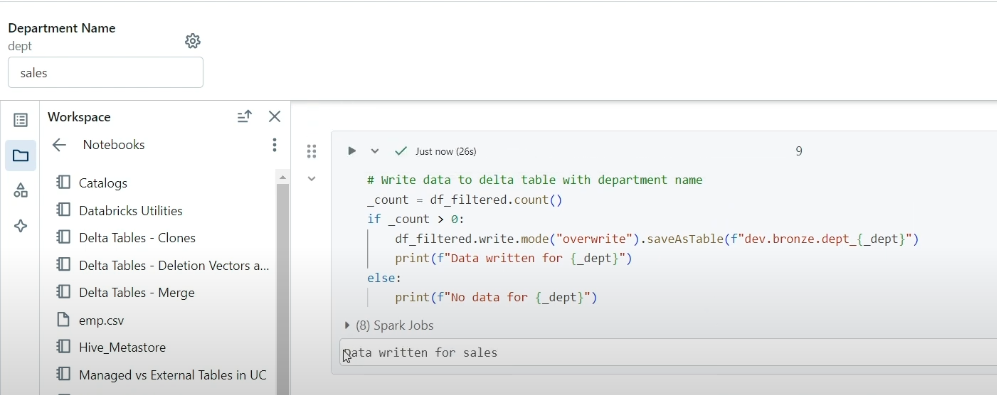 Department Name
dept
sales
Workspace
Notebooks
Catalogs
Databricks Utilities
Delta Tables - Clones
Delta Tables - Deletion Vectors a...
Delta Tables - Merge
emp.csv
Hive_Metastore
Managed vs External Tables in UC
Just now (26s)
9
# Write data to delta table with department name
_count = df_filtered.count()
if _count > 0:
    df_filtered.write.mode("overwrite").saveAsTable(f"dev.bronze.dept_{_dept}")
    print(f"Data written for {_dept}")
else:
    print(f"No data for {_dept}")
(8) Spark Jobs
Data written for sales